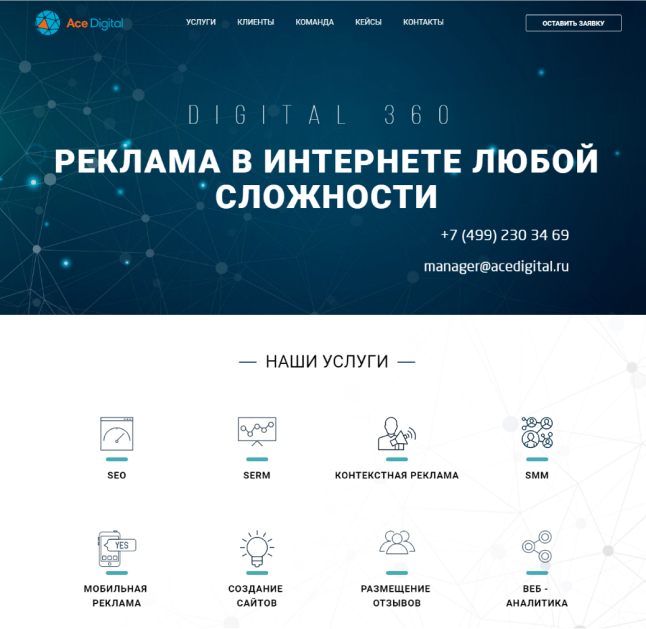 Ace Digital
УСЛУГИ КЛИЕНТЫ КОМАНДА КЕЙСЫ КОНТАКТЫ
ОСТАВИТЬ ЗАЯВКУ
DIGITAL 360
РЕКЛАМА В ИНТЕРНЕТЕ ЛЮБОЙ
СЛОЖНОСТИ
+7 (499) 230 34 69
manager@acedigital.ru
НАШИ УСЛУГИ
SEO
SERM
КОНТЕКСТНАЯ РЕКЛАМА
SMM
YES
МОБИЛЬНАЯ
РЕКЛАМА
СОЗДАНИЕ
САЙТОВ
РАЗМЕЩЕНИЕ
ОТЗЫВОВ
ВЕБ -
АНАЛИТИКА